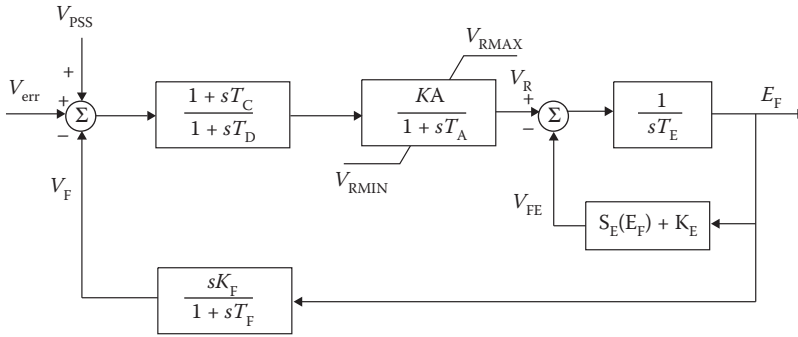 V_PSS
+
V_err
+
Σ
−
1 + sT_C
1 + sT_D
V_RMAX
KA
1 + sT_A
V_RMIN
V_R
+
Σ
−
1
sT_E
E_F
V_F
V_FE
S_E(E_F) + K_E
sK_F
1 + sT_F